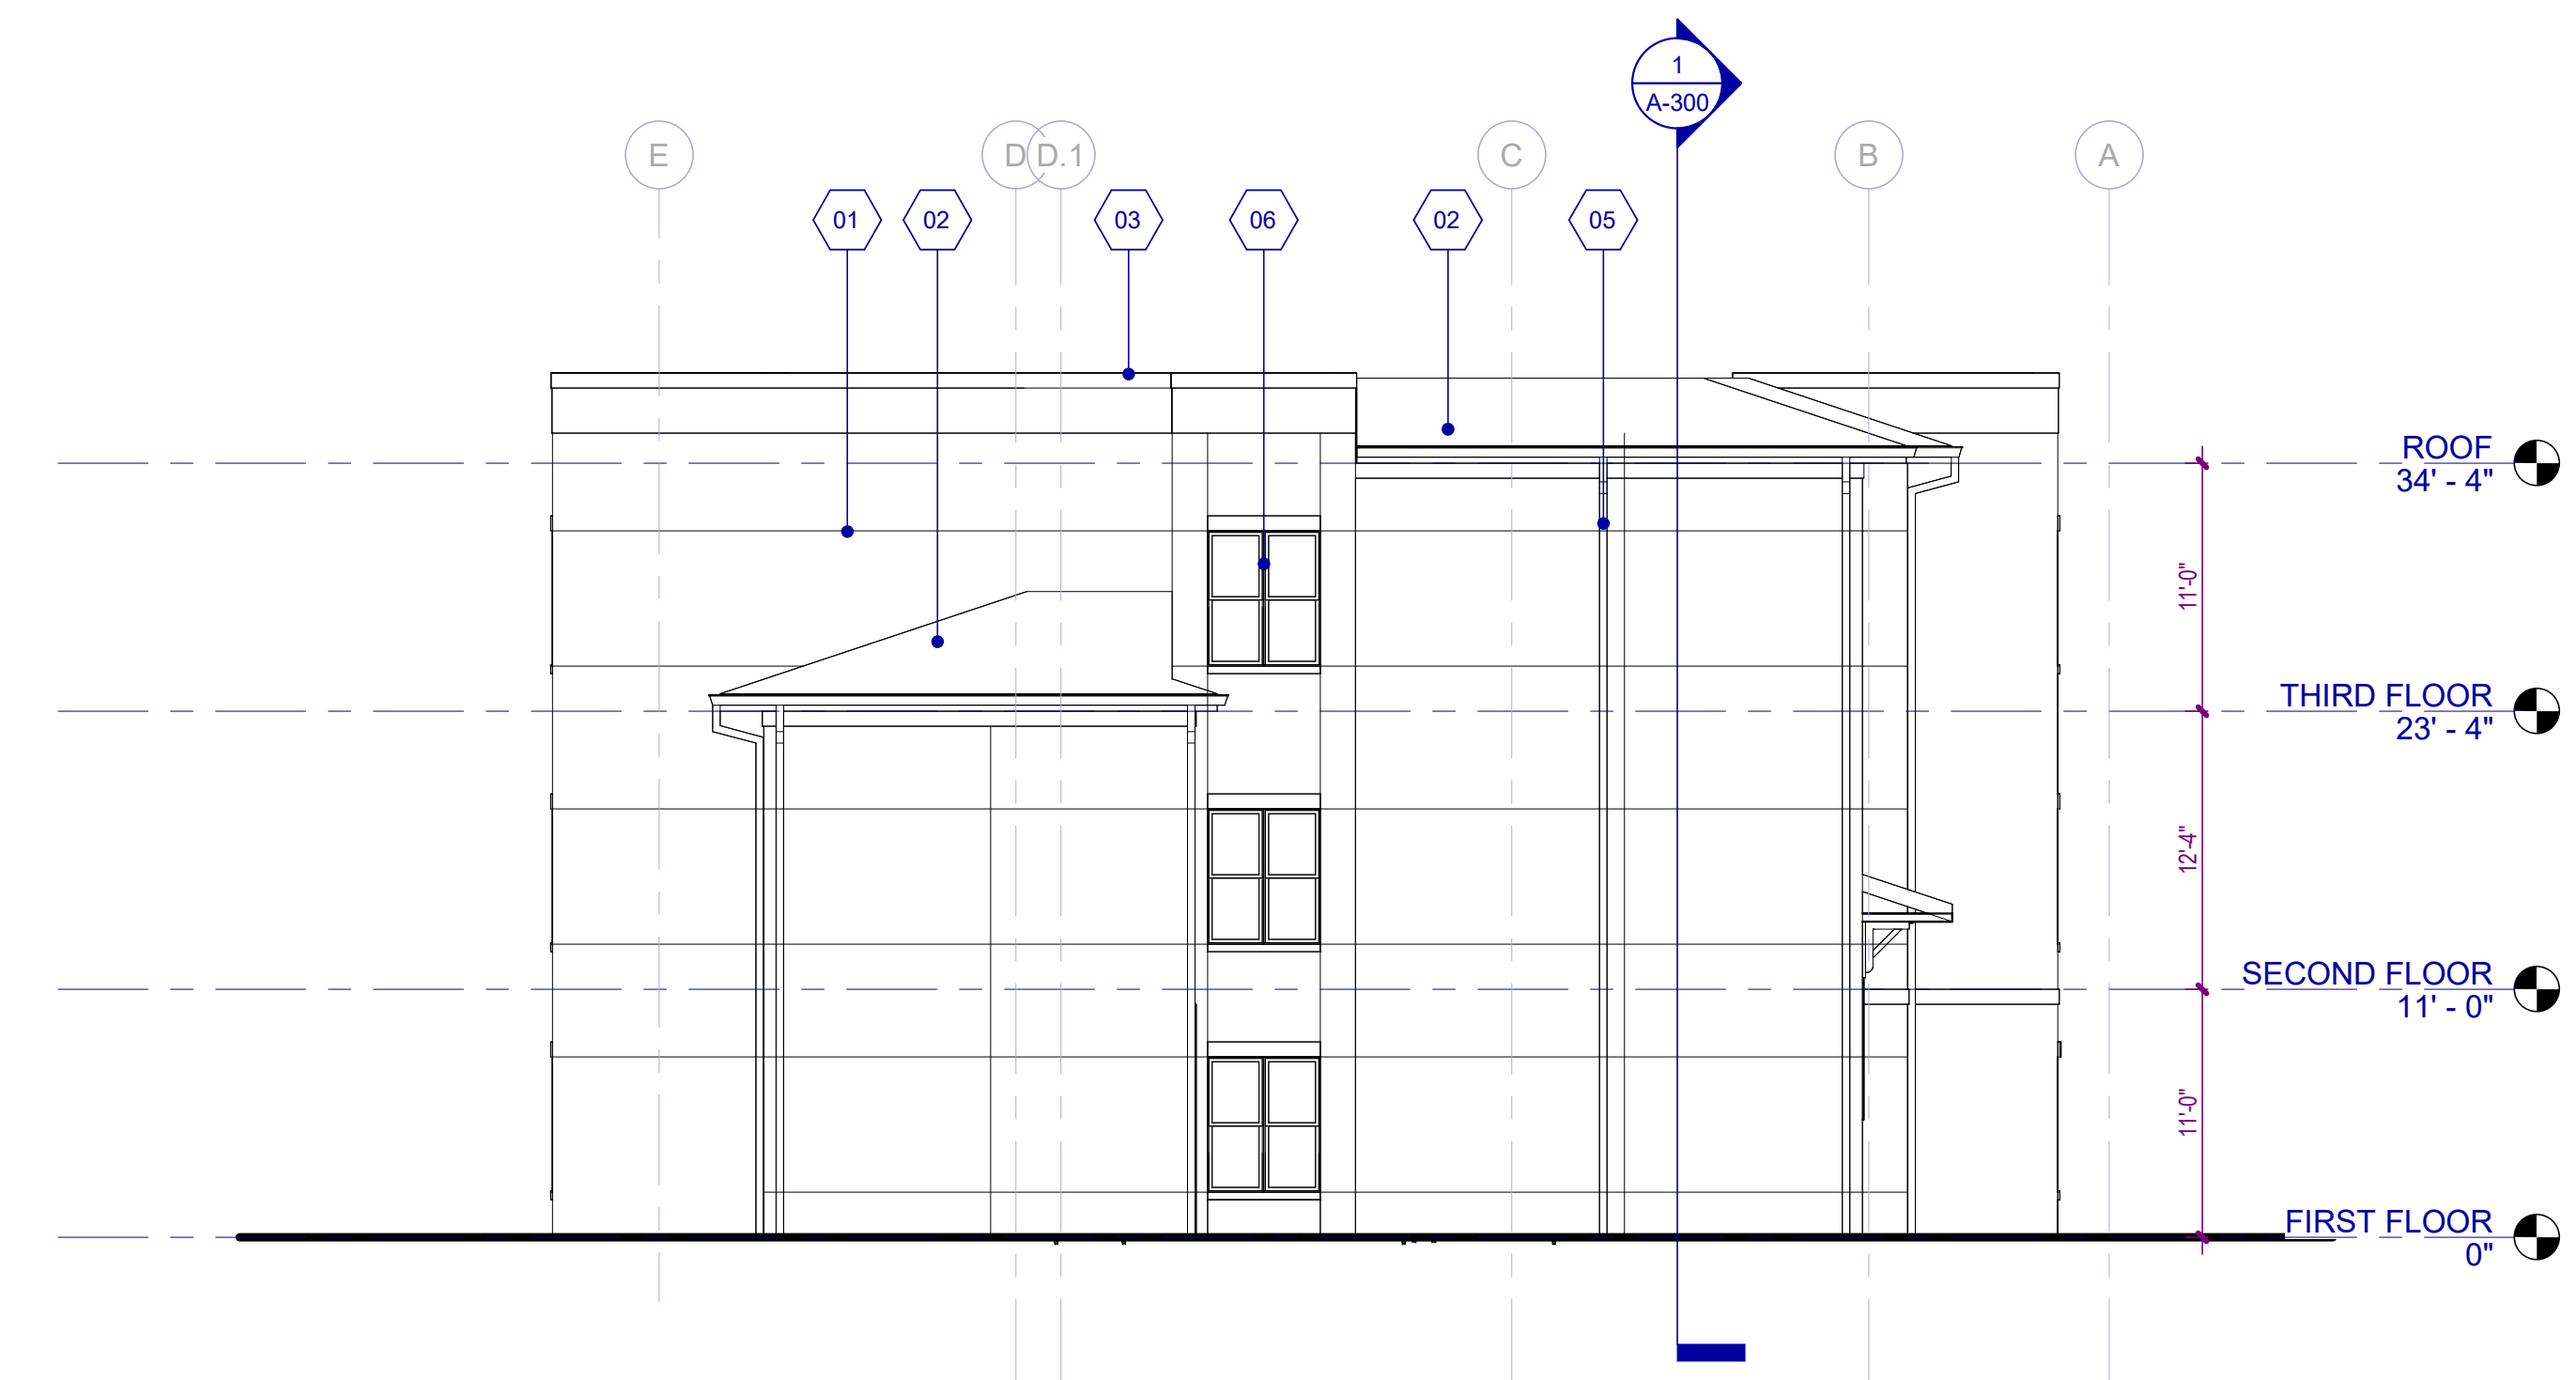 1
A-300
E
D
D.1
C
B
A
01
02
03
06
02
05
ROOF
34' - 4"
11'-0"
THIRD FLOOR
23' - 4"
12'-4"
SECOND FLOOR
11' - 0"
11'-0"
FIRST FLOOR
0"